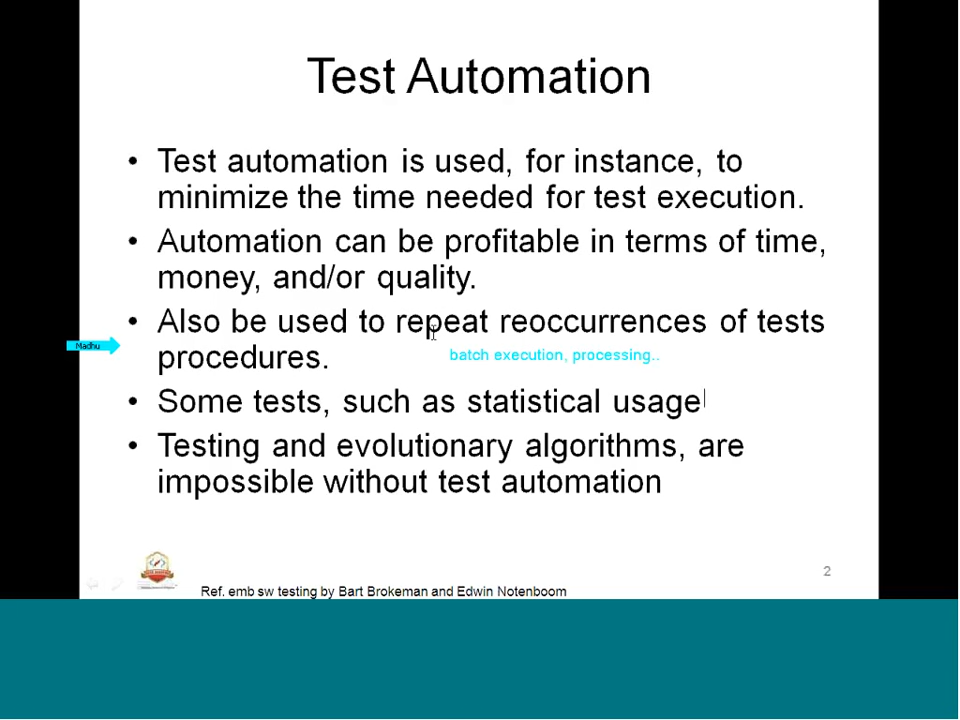 Test Automation
• Test automation is used, for instance, to
minimize the time needed for test execution.
• Automation can be profitable in terms of time,
money, and/or quality.
• Also be used to repeat reoccurrences of tests
procedures.
Madhu
batch execution, processing..
• Some tests, such as statistical usage
• Testing and evolutionary algorithms, are
impossible without test automation
2
Ref. emb sw testing by Bart Brokeman and Edwin Notenboom